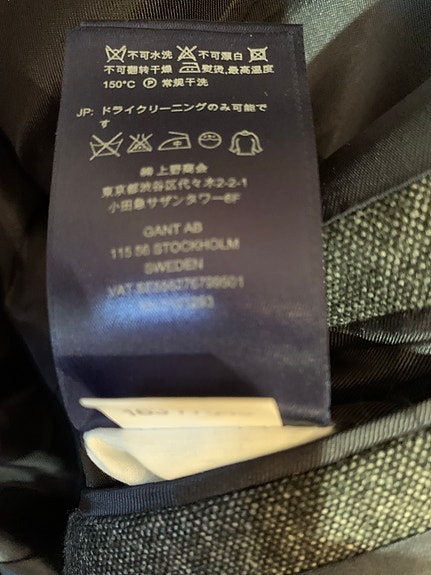 不可水洗 不可漂白
不可翻转干燥 熨烫,最高温度
150°C Ⓟ 常规干洗
JP: ドライクリーニングのみ可能で
す
㈱上野商会
東京都渋谷区代々木2-2-1
小田急サザンタワー8F
GANT AB
115 56 STOCKHOLM
SWEDEN